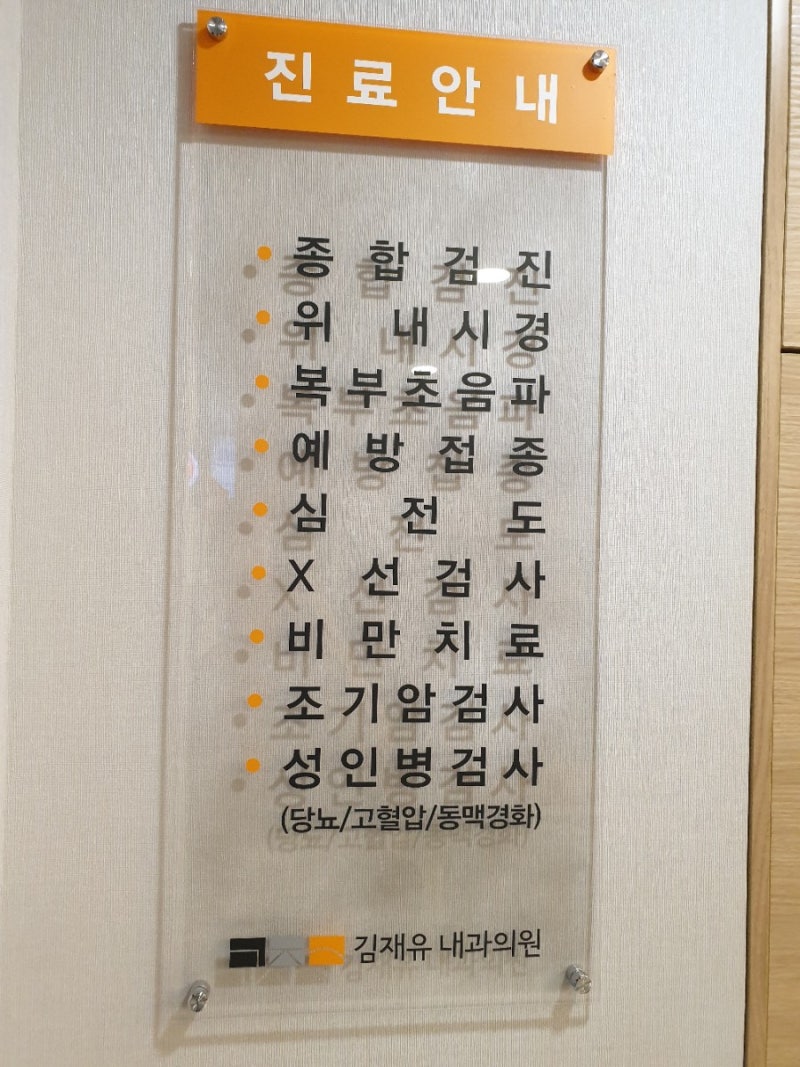 진료안내
• 종합검진
• 위내시경
• 복부초음파
• 예방접종
• 심전도
• X선검사
• 비만치료
• 조기암검사
• 성인병검사
(당뇨/고혈압/동맥경화)
김재유 내과의원